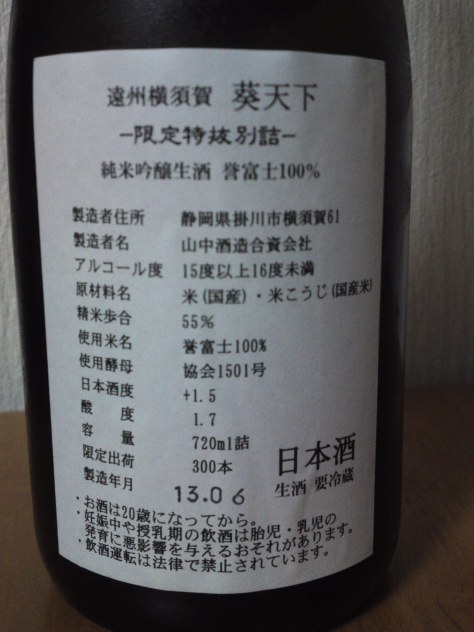 遠州横須賀 葵天下
―限定特抜別詰―
純米吟醸生酒 誉富士100%
製造者住所 静岡県掛川市横須賀61
製造者名 山中酒造合資会社
アルコール度 15度以上16度未満
原材料名 米(国産)・米こうじ(国産米)
精米歩合 55%
使用米名 誉富士100%
使用酵母 協会1501号
日本酒度 +1.5
酸度 1.7
容量 720ml詰
限定出荷 300本
製造年月 13.06
日本酒
生酒 要冷蔵
・お酒は20歳になってから。
・妊娠中や授乳期の飲酒は胎児・乳児の
発育に悪影響を与えるおそれがあります。
・飲酒運転は法律で禁止されています。